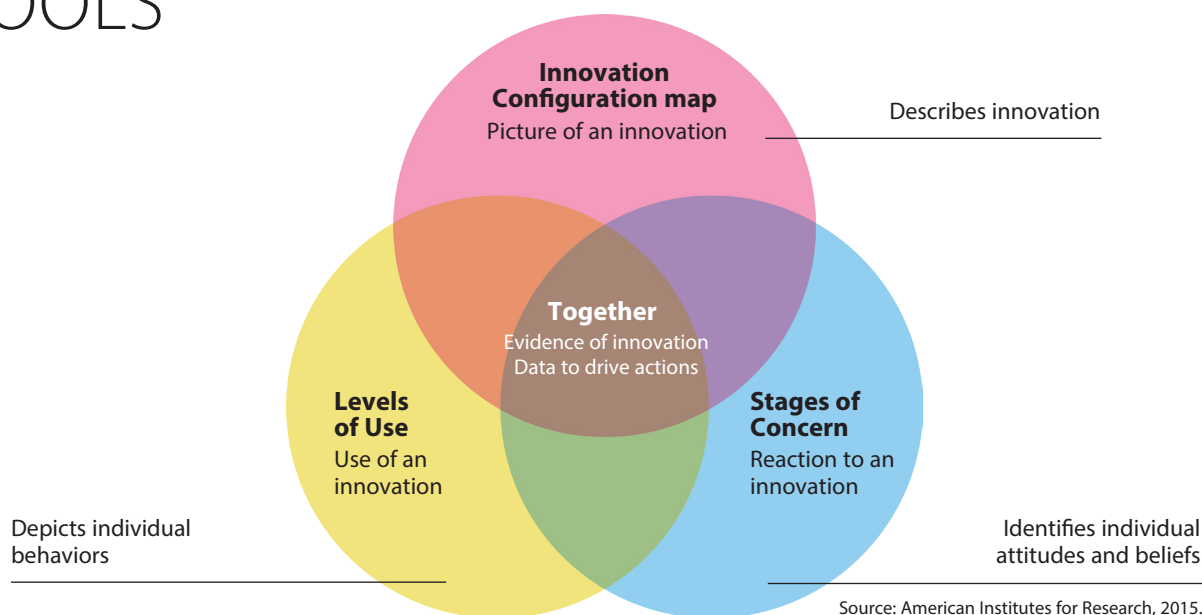 OOLS
Innovation
Configuration map
Picture of an innovation
Describes innovation
Together
Evidence of innovation
Data to drive actions
Levels
of Use
Use of an
innovation
Stages of
Concern
Reaction to an
innovation
Depicts individual
behaviors
Identifies individual
attitudes and beliefs
Source: American Institutes for Research, 2015.